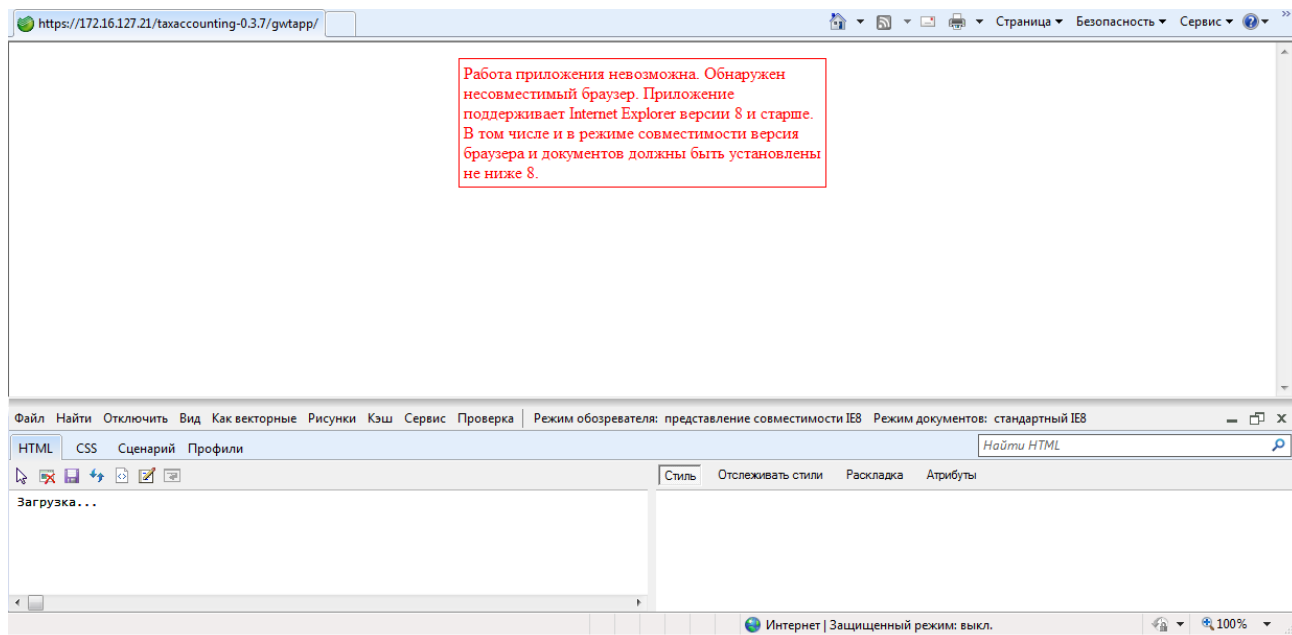 https://172.16.127.21/taxaccounting-0.3.7/gwtapp/
Страница Безопасность Сервис
Работа приложения невозможна. Обнаружен
несовместимый браузер. Приложение
поддерживает Internet Explorer версии 8 и старше.
В том числе и в режиме совместимости версия
браузера и документов должны быть установлены
не ниже 8.
Файл Найти Отключить Вид Как векторные Рисунки Кэш Сервис Проверка Режим обозревателя: представление совместимости IE8 Режим документов: стандартный IE8
HTML CSS Сценарий Профили Найти HTML
Стиль Отслеживать стили Раскладка Атрибуты
Загрузка...
Интернет | Защищенный режим: выкл. 100%